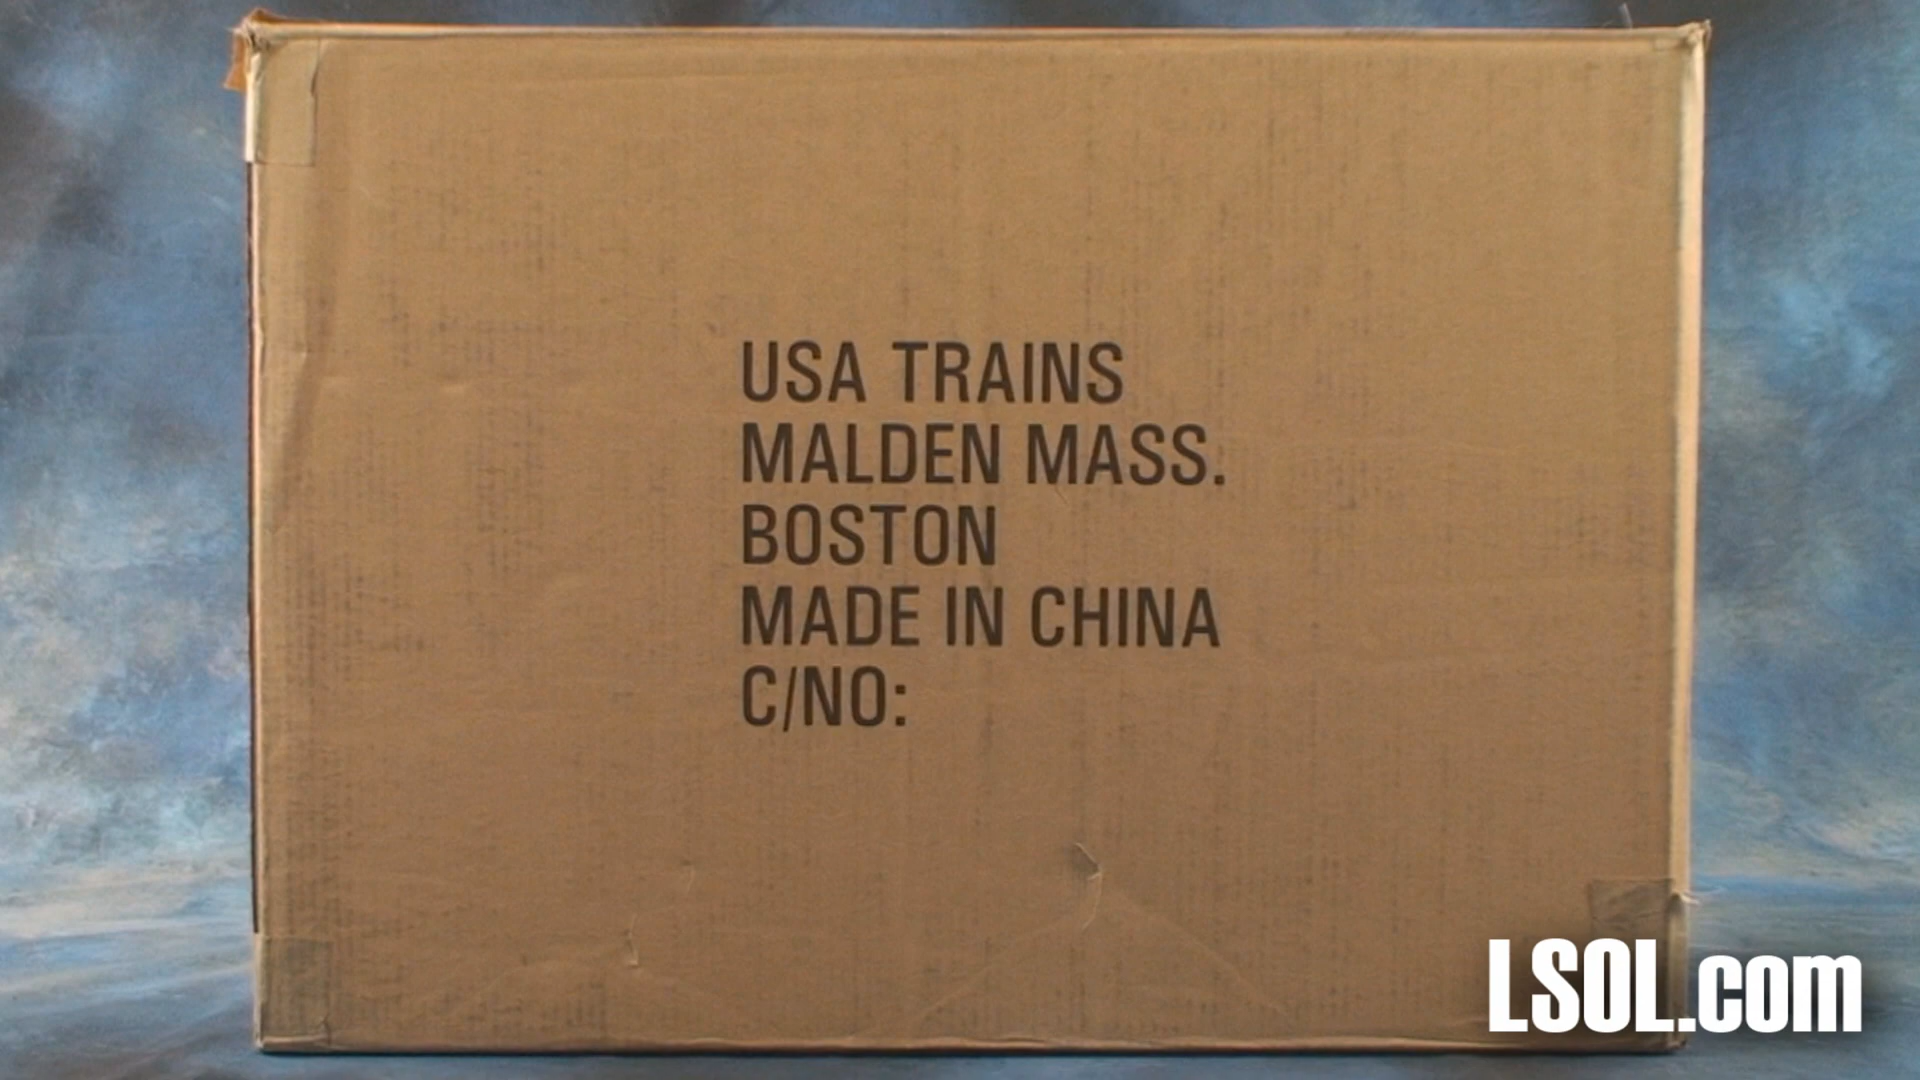 USA TRAINS
MALDEN MASS.
BOSTON
MADE IN CHINA
C/NO:
LSOL.com